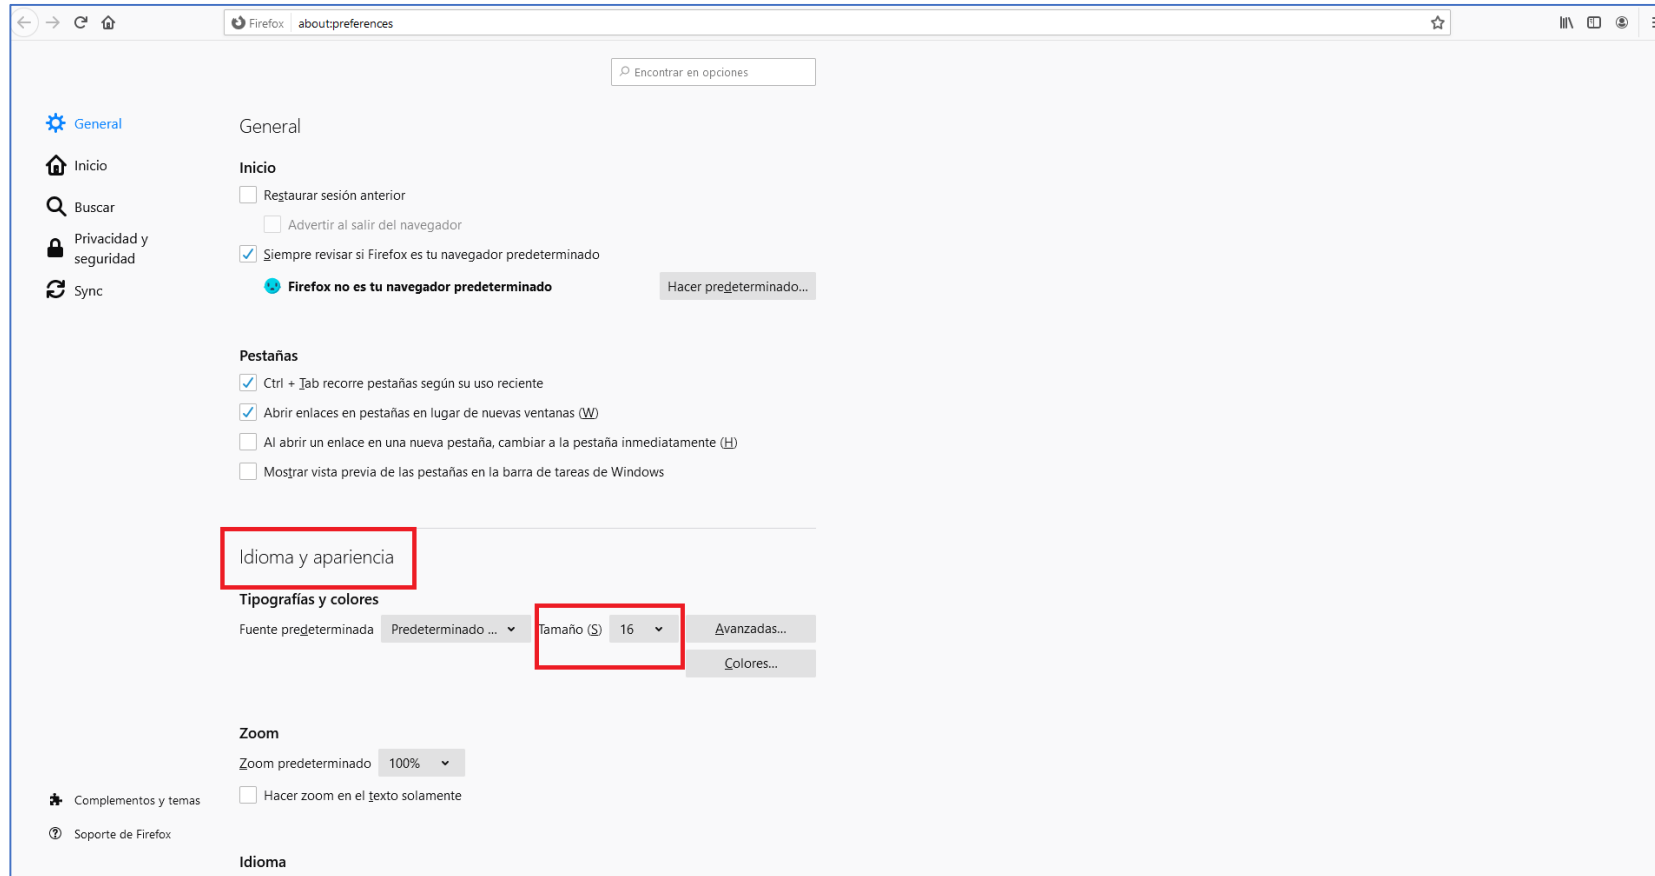 Firefox about:preferences
Encontrar en opciones
General
Inicio
Buscar
Privacidad y
seguridad
Sync
General
Inicio
Restaurar sesión anterior
Advertir al salir del navegador
Siempre revisar si Firefox es tu navegador predeterminado
Firefox no es tu navegador predeterminado Hacer predeterminado...
Pestañas
Ctrl + Tab recorre pestañas según su uso reciente
Abrir enlaces en pestañas en lugar de nuevas ventanas (W)
Al abrir un enlace en una nueva pestaña, cambiar a la pestaña inmediatamente (H)
Mostrar vista previa de las pestañas en la barra de tareas de Windows
Idioma y apariencia
Tipografías y colores
Fuente predeterminada Predeterminado ... Tamaño (S) 16 Avanzadas...
Colores...
Zoom
Zoom predeterminado 100%
Hacer zoom en el texto solamente
Idioma
Complementos y temas
Soporte de Firefox